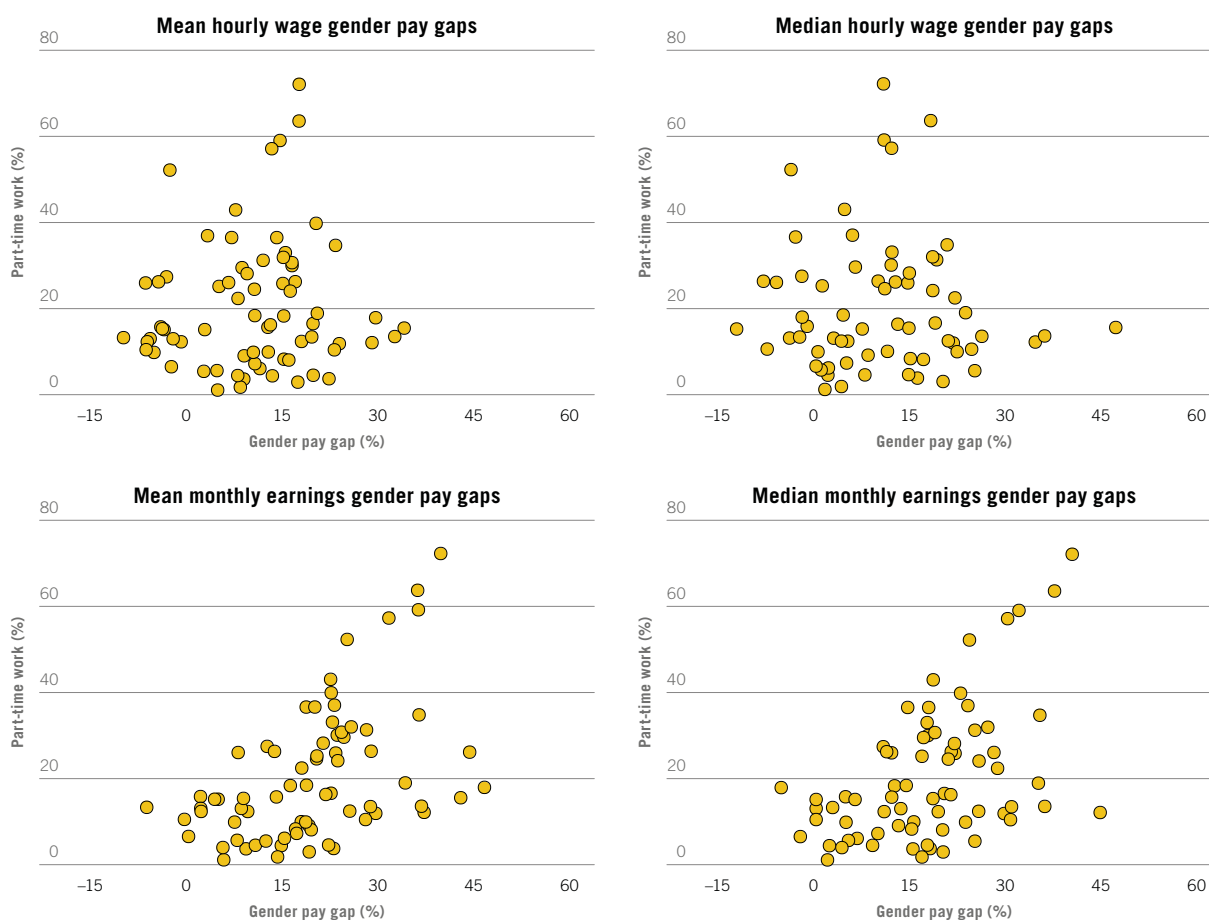 Mean hourly wage gender pay gaps
80
60
40
20
0
Part-time work (%)
–15 0 15 30 45 60
Gender pay gap (%)
Median hourly wage gender pay gaps
80
60
40
20
0
Part-time work (%)
–15 0 15 30 45 60
Gender pay gap (%)
Mean monthly earnings gender pay gaps
80
60
40
20
0
Part-time work (%)
–15 0 15 30 45 60
Gender pay gap (%)
Median monthly earnings gender pay gaps
80
60
40
20
0
Part-time work (%)
–15 0 15 30 45 60
Gender pay gap (%)